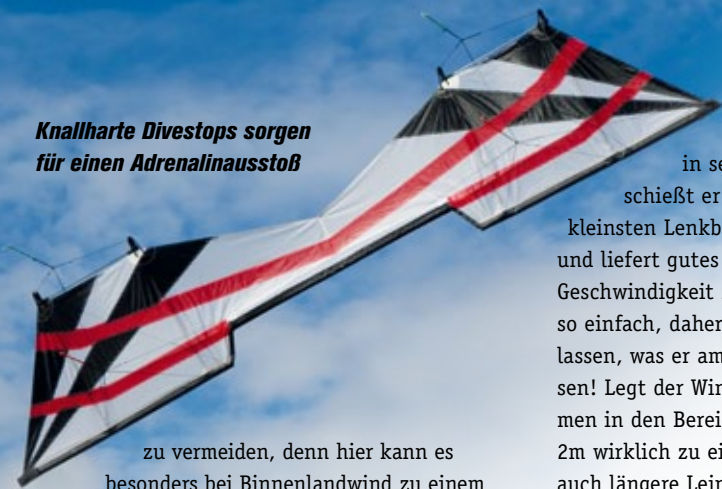 Knallharte Divestops sorgen
für einen Adrenalinausstoß
zu vermeiden, denn hier kann es
besonders bei Binnenlandwind zu einem
in se
schießt er
kleinsten Lenkb
und liefert gutes
Geschwindigkeit
so einfach, daher
lassen, was er am
sen! Legt der Win
men in den Berei
2m wirklich zu ei
auch längere Lein